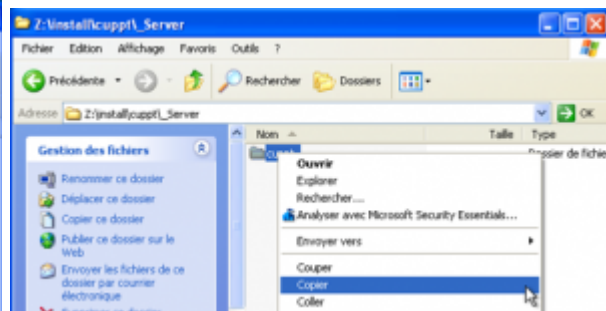 Z:\install\cuppt\_Server
Fichier Edition Affichage Favoris Outils ?
Précédente Rechercher Dossiers
Adresse Z:\install\cuppt\_Server OK
Nom Taille Type
Gestion des fichiers
Renommer ce dossier
Déplacer ce dossier
Copier ce dossier
Publier ce dossier sur le
Web
Envoyer les fichiers de ce
dossier par courrier
électronique
cuppt
Dossier de fichie
Ouvrir
Explorer
Rechercher...
Analyser avec Microsoft Security Essentials...
Envoyer vers
Couper
Copier
Coller